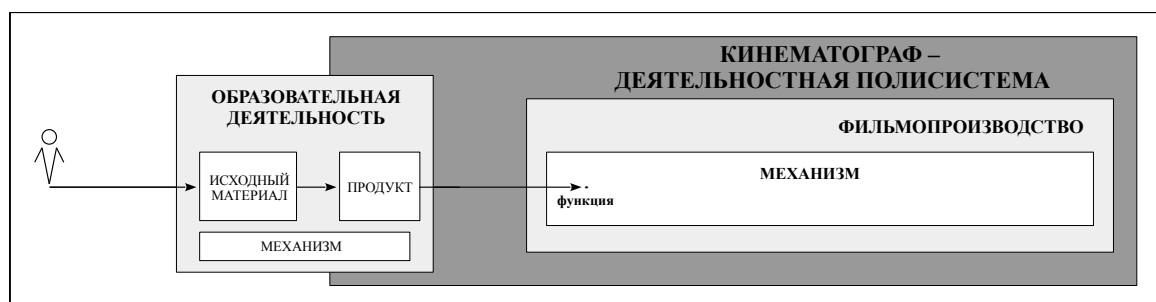 КИНЕМАТОГРАФ –
ДЕЯТЕЛЬНОСТНАЯ ПОЛИСИСТЕМА
ОБРАЗОВАТЕЛЬНАЯ
ДЕЯТЕЛЬНОСТЬ
ФИЛЬМОПРОИЗВОДСТВО
ИСХОДНЫЙ
МАТЕРИАЛ
ПРОДУКТ
МЕХАНИЗМ
функция
МЕХАНИЗМ